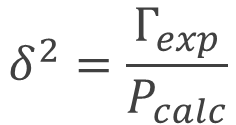 δ² = Γ_exp / P_calc